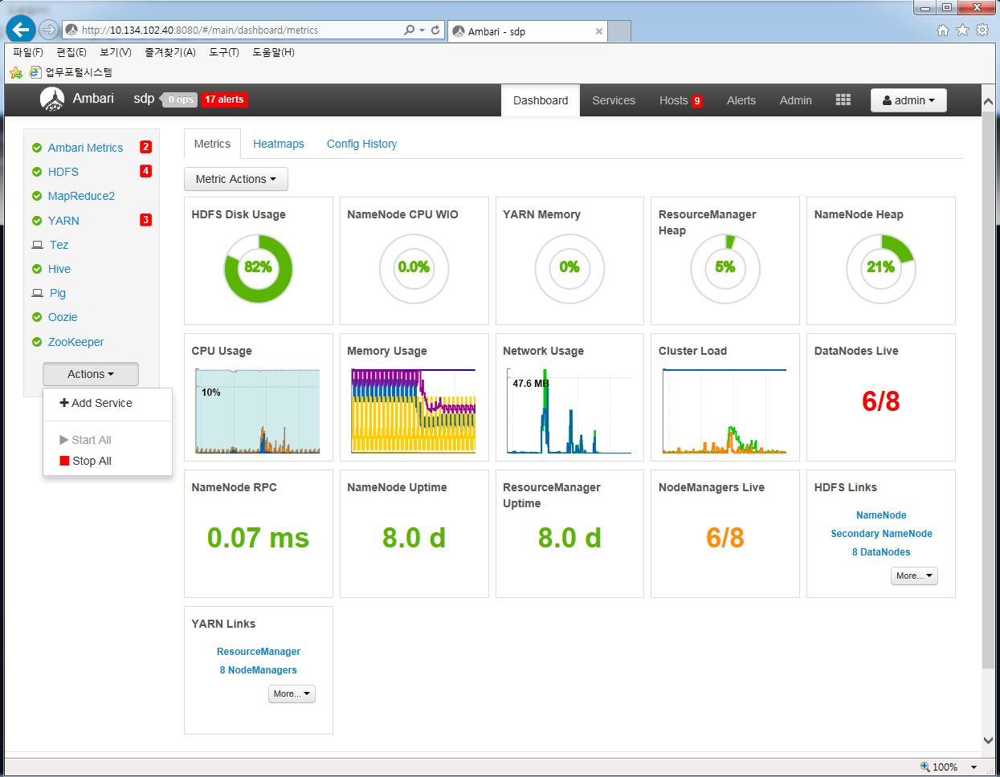 http://10.134.102.40:8080/#/main/dashboard/metrics
Ambari - sdp
파일(F) 편집(E) 보기(V) 즐겨찾기(A) 도구(T) 도움말(H)
업무포털시스템
Ambari sdp 0 ops 17 alerts Dashboard Services Hosts 9 Alerts Admin admin
Ambari Metrics 2
HDFS 4
MapReduce2
YARN 3
Tez
Hive
Pig
Oozie
ZooKeeper
Actions
Add Service
Start All
Stop All
Metrics Heatmaps Config History
Metric Actions
HDFS Disk Usage
82%
NameNode CPU WIO
0.0%
YARN Memory
0%
ResourceManager
Heap
5%
NameNode Heap
21%
CPU Usage
10%
Memory Usage
Network Usage
47.6 MB
Cluster Load
DataNodes Live
6/8
NameNode RPC
0.07 ms
NameNode Uptime
8.0 d
ResourceManager
Uptime
8.0 d
NodeManagers Live
6/8
HDFS Links
NameNode
Secondary NameNode
8 DataNodes
More...
YARN Links
ResourceManager
8 NodeManagers
More...
100%